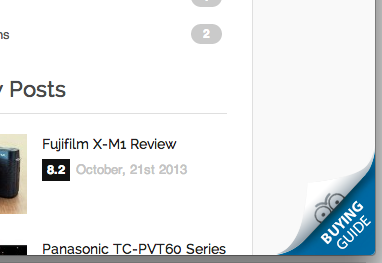 ns
2
y Posts
Fujifilm X-M1 Review
8.2 October, 21st 2013
Panasonic TC-PVT60 Series
BUYING
GUIDE